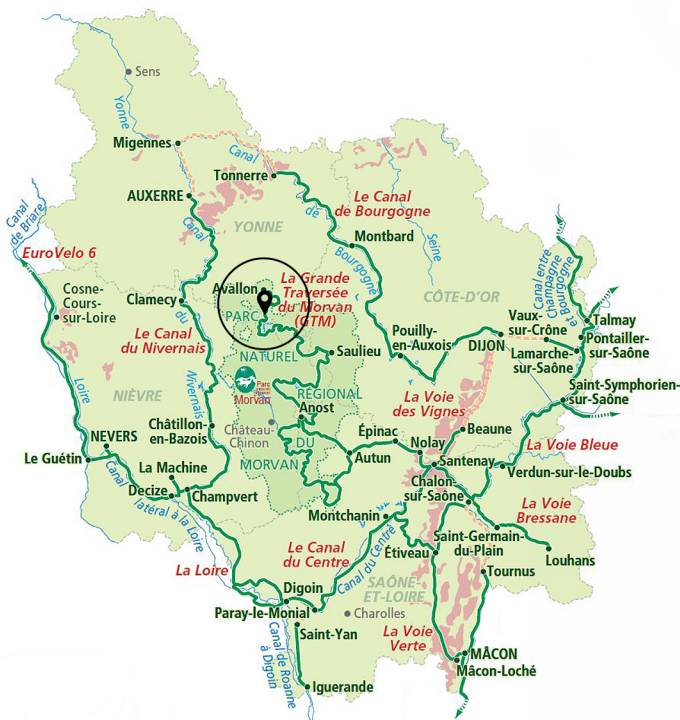 Sens
Yonne
Migennes
Canal
Tonnerre
AUXERRE
Le Canal
de Bourgogne
de
Canal
de Briare
Canal
YONNE
Montbard
Seine
Bourgogne
EuroVelo 6
Avallon
La Grande
Traversée
du Morvan
(GTM)
Canal entre
Champagne
Bourgogne
Cosne-
Cours-
sur-Loire
Clamecy
du
PARC
CÔTE-D'OR
Vaux-
sur-Crône
Talmay
Pontailler-
sur-Saône
Le Canal
du Nivernais
Pouilly-
en-Auxois
DIJON
Lamarche-
sur-Saône
NATUREL
Saulieu
Loire
Nivernais
Parc
Morvan
NIÈVRE
RÉGIONAL
Anost
La Voie
des Vignes
Saint-Symphorien-
sur-Saône
Châtillon-
en-Bazois
Château-
Chinon
DU
Épinac
Beaune
NEVERS
Nolay
La Voie Bleue
Le Guétin
La Machine
MORVAN
Autun
Santenay
Verdun-sur-le-Doubs
Decize
Champvert
Chalon-
sur-Saône
Canal
latéral à la Loire
Montchanin
La Voie
Bressane
Le Canal
du Centre
Canal du Centre
Étiveau
Saint-Germain-
du-Plain
Louhans
La Loire
Tournus
Digoin
SAÔNE-
ET-LOIRE
Paray-le-Monial
Charolles
Saint-Yan
La Voie
Verte
Canal de Roanne
à Digoin
MÂCON
Mâcon-Loché
Iguerande